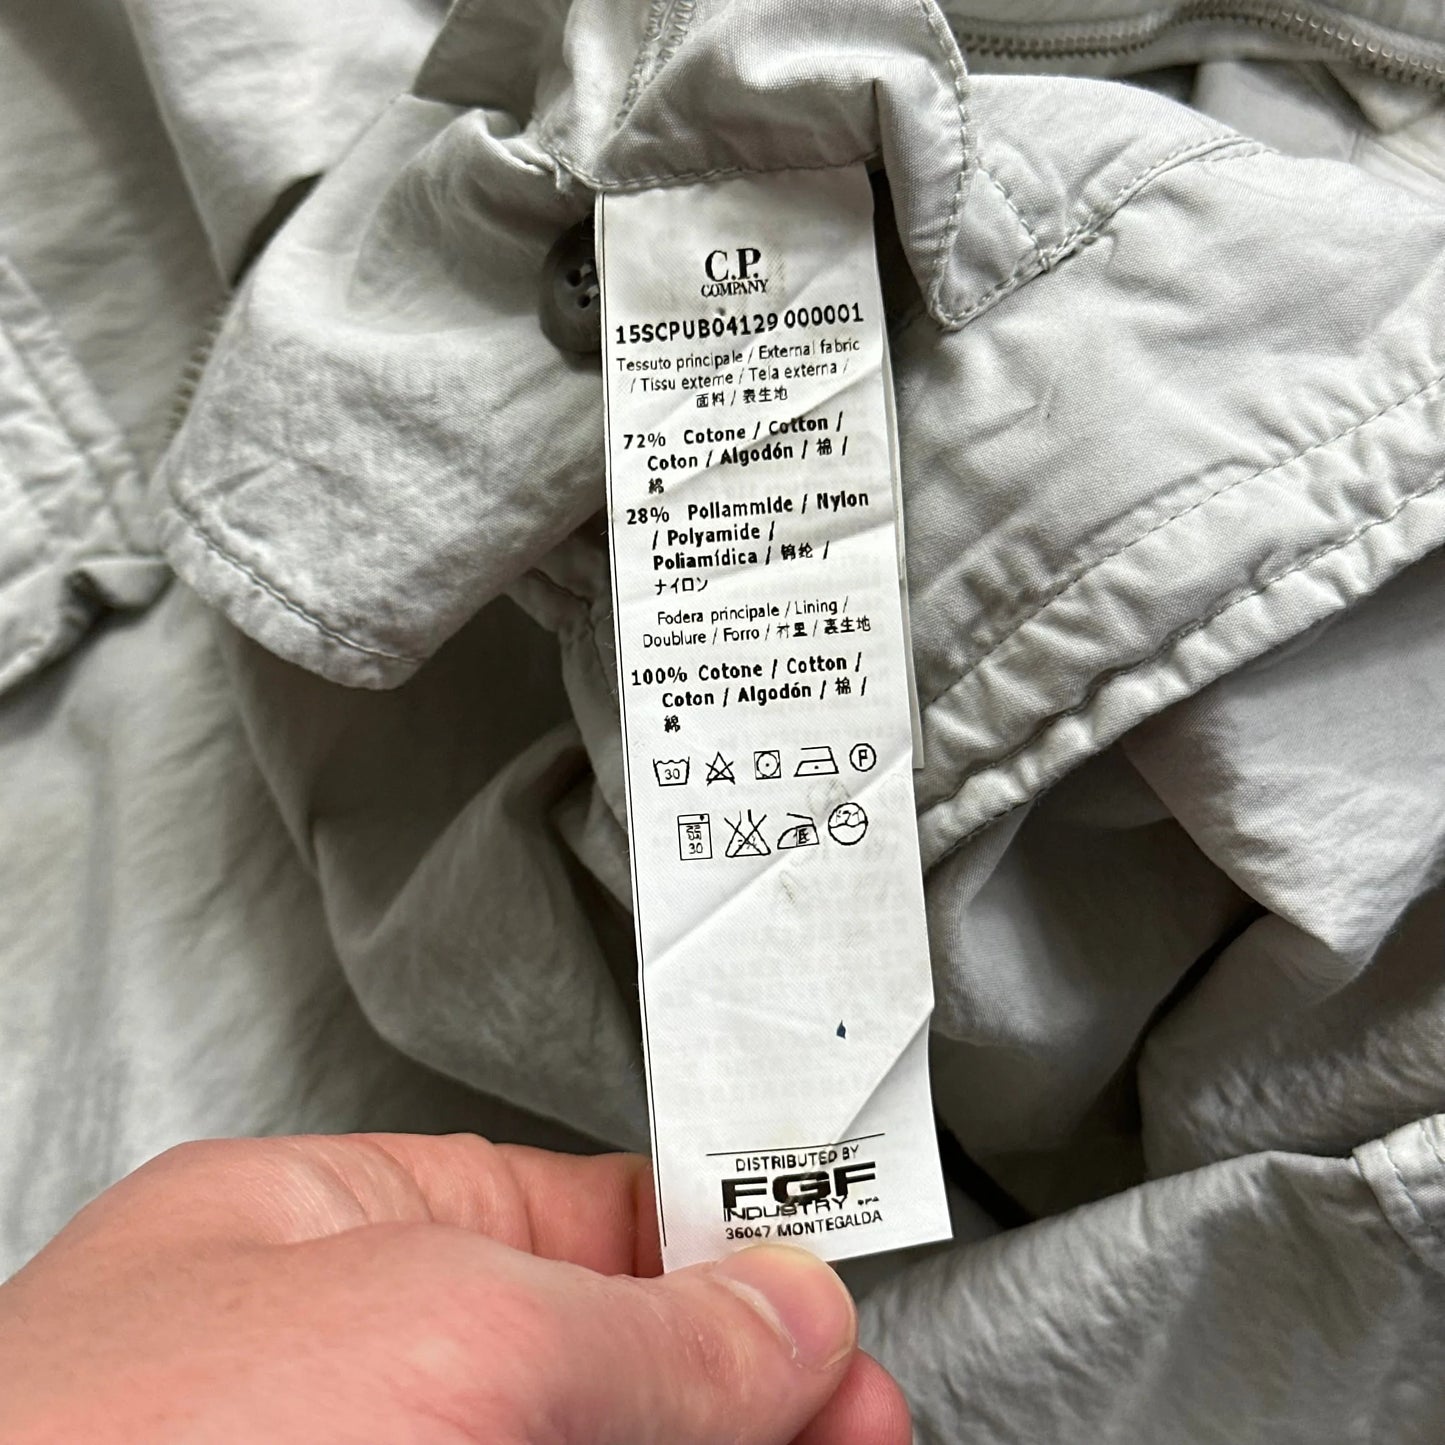 C.P.
COMPANY
15SCPUB04129 000001
Tessuto principale / External fabric
/ Tissu externe / Tela externa /
面料 / 表生地
72% Cotone / Cotton /
Coton / Algodón / 棉 /
綿
28% Poliammide / Nylon
/ Polyamide /
Poliamídica / 锦纶 /
ナイロン
Fodera principale / Lining /
Doublure / Forro / 衬里 / 裏生地
100% Cotone / Cotton /
Coton / Algodón / 棉 /
綿
30 P
30 低
DISTRIBUTED BY
FGF
INDUSTRY spa
36047 MONTEGALDA